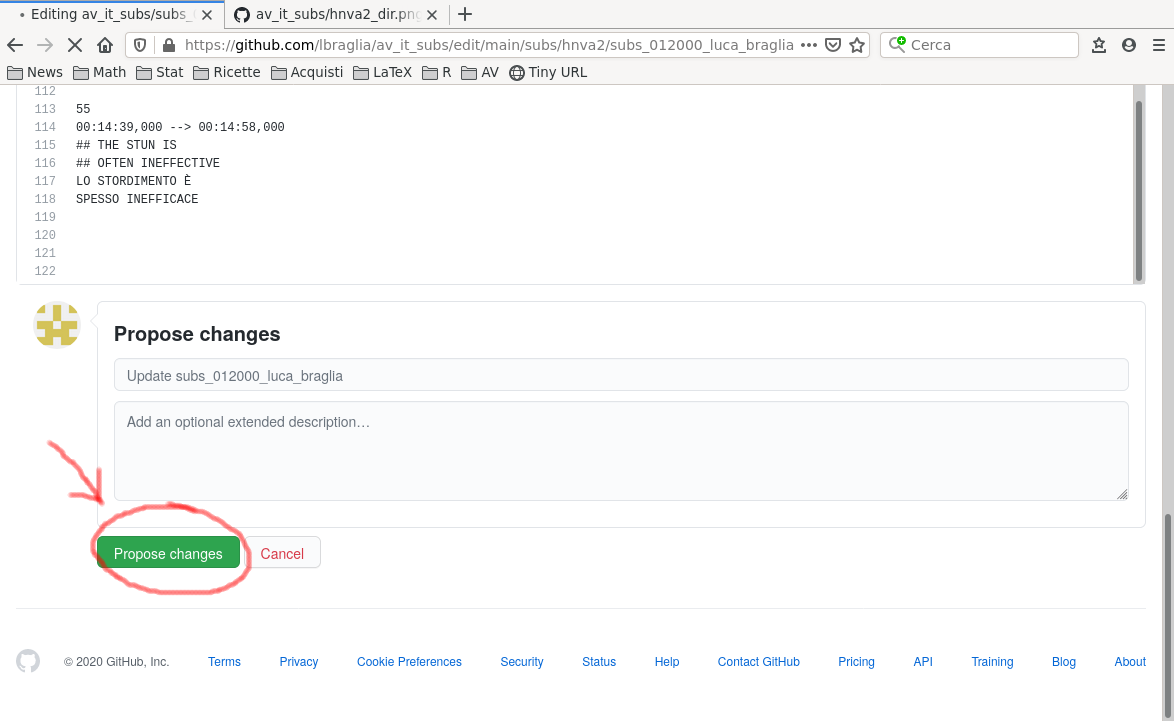 Editing av_it_subs/subs_
av_it_subs/hnva2_dir.png
https://github.com/lbraglia/av_it_subs/edit/main/subs/hnva2/subs_012000_luca_braglia
Cerca
News Math Stat Ricette Acquisti LaTeX R AV Tiny URL
112
113 55
114 00:14:39,000 --> 00:14:58,000
115 ## THE STUN IS
116 ## OFTEN INEFFECTIVE
117 LO STORDIMENTO È
118 SPESSO INEFFICACE
119
120
121
122
Propose changes
Update subs_012000_luca_braglia
Add an optional extended description…
Propose changes Cancel
© 2020 GitHub, Inc. Terms Privacy Cookie Preferences Security Status Help Contact GitHub Pricing API Training Blog About